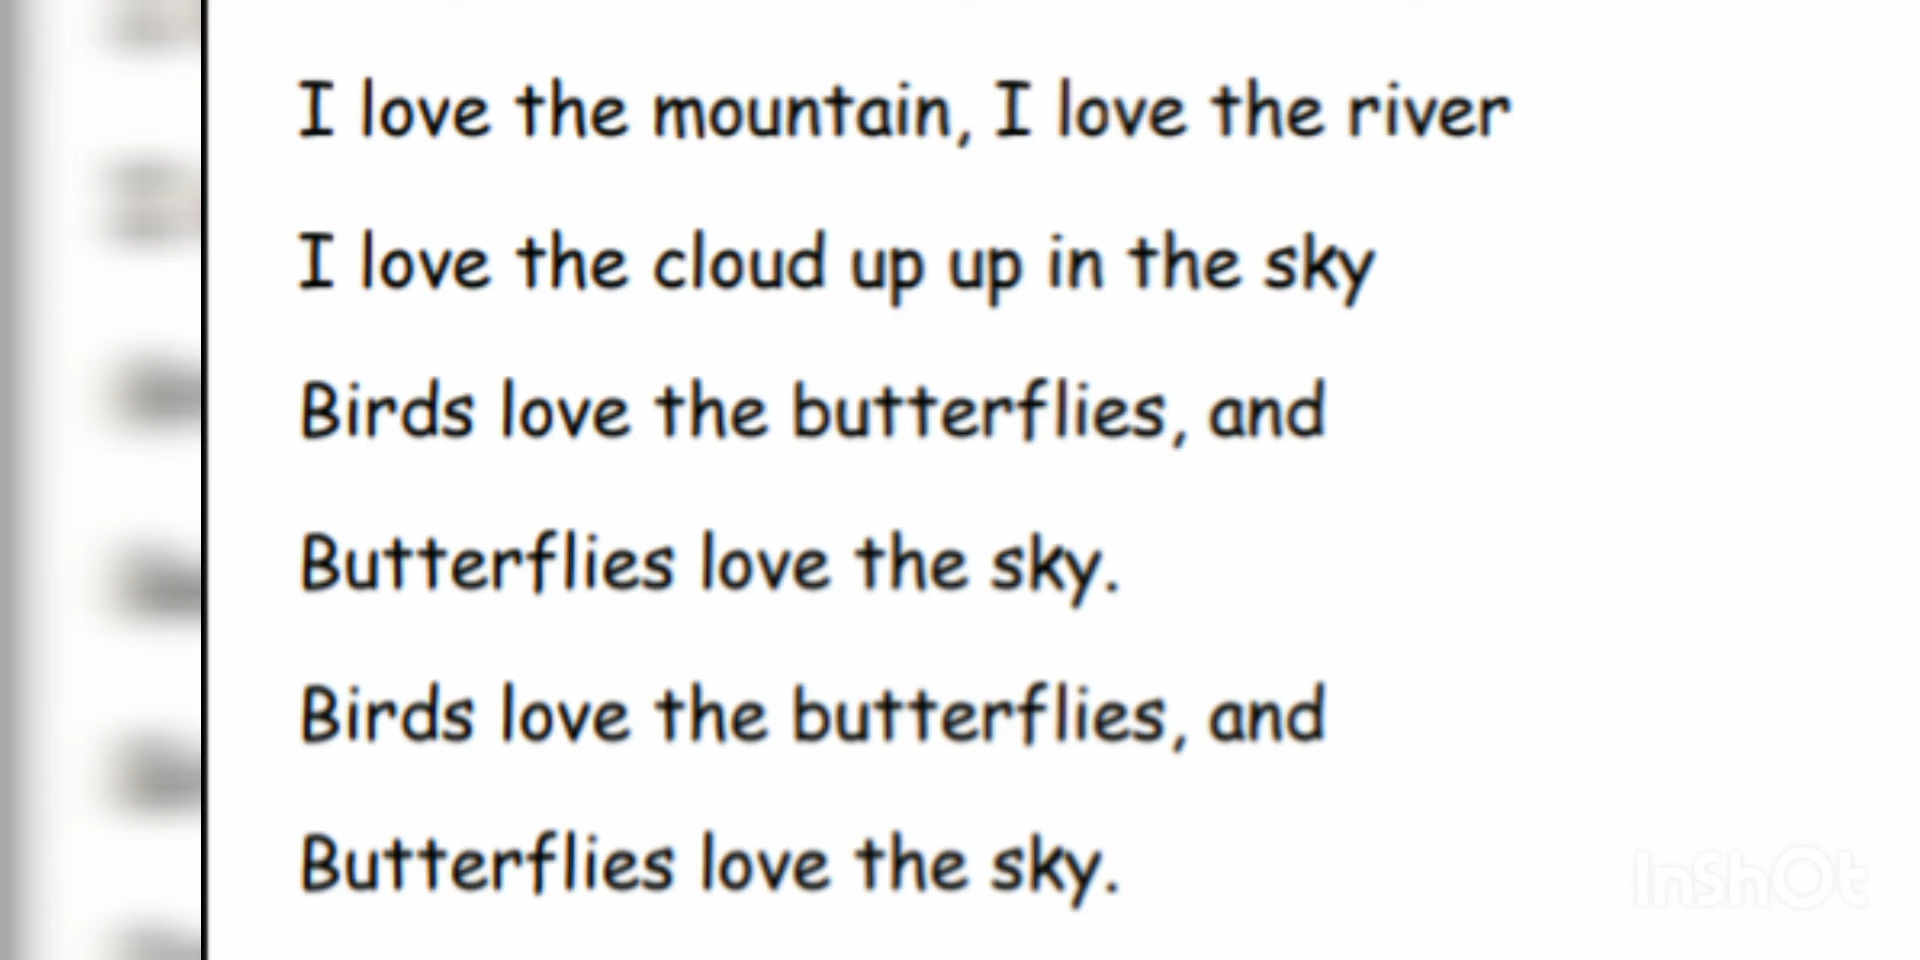 I love the mountain, I love the river
I love the cloud up up in the sky
Birds love the butterflies, and
Butterflies love the sky.
Birds love the butterflies, and
Butterflies love the sky.
InShOt